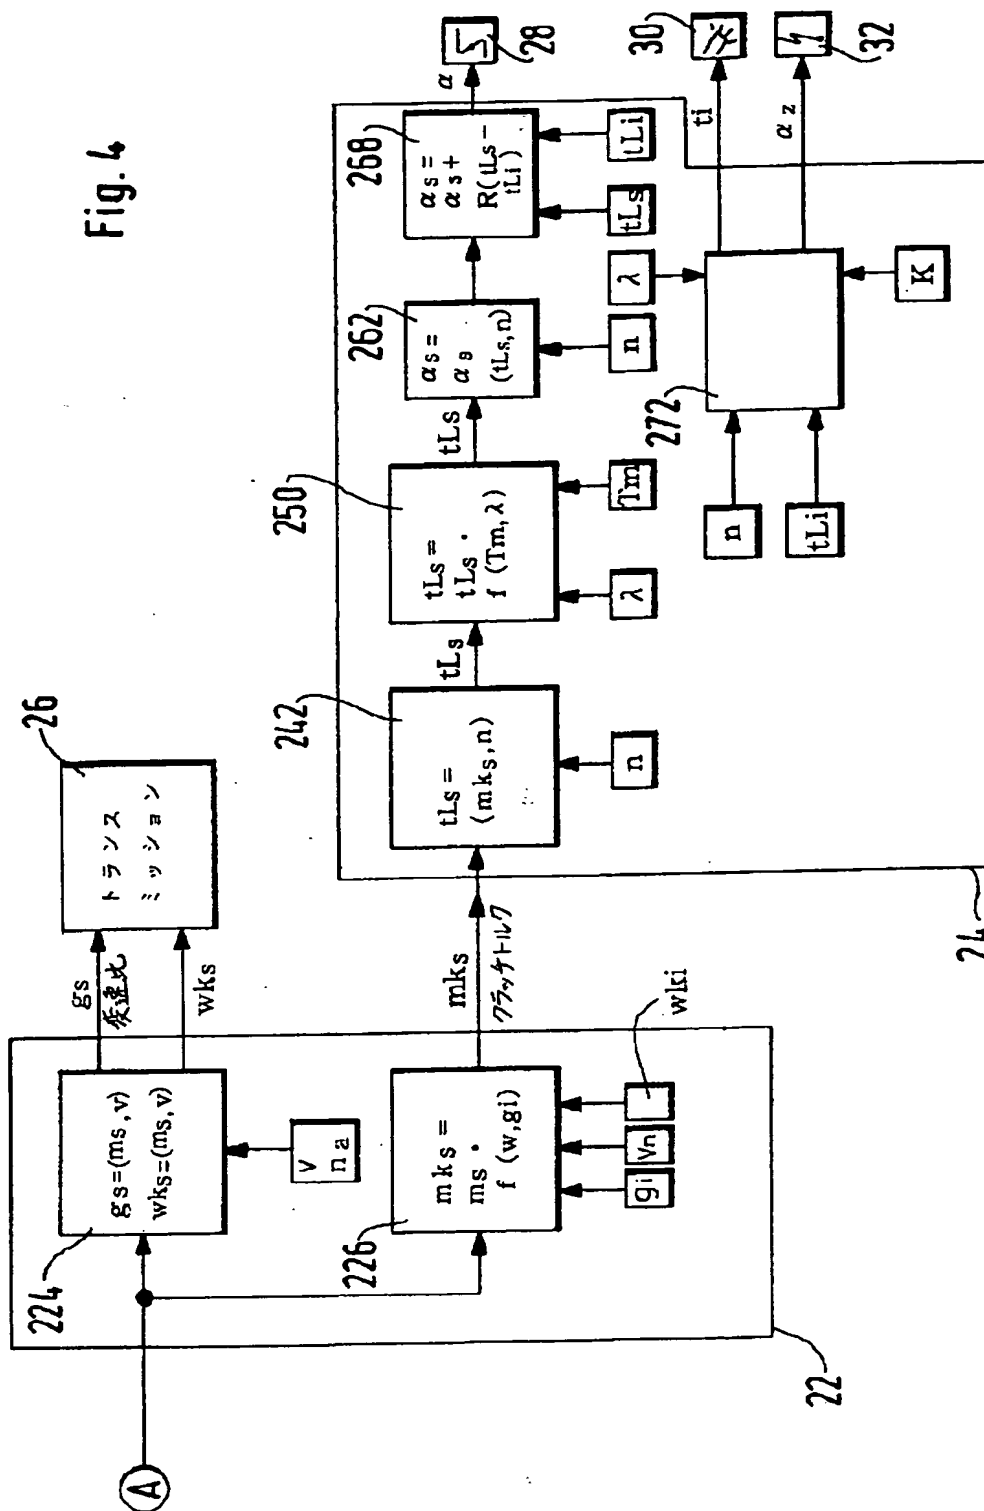 Fig. 4
A
22
224
gs=(ms,v)
wks=(ms,v)
v
na
gs
変速比
wks
26
トランス
ミッション
226
mks=
ms・
f (w,gi)
gi
Vn
wki
mks
クラッチトルク
24
242
tLs=
(mks,n)
n
tLs
250
tLs=
tLs・
f (Tm,λ)
λ
Tm
tLs
262
αs=
αs
(tLs,n)
n
268
αs=
αs+
R(tLs-
tLi)
tLs
tLi
α
28
272
n
tLi
λ
K
ti
30
αz
32